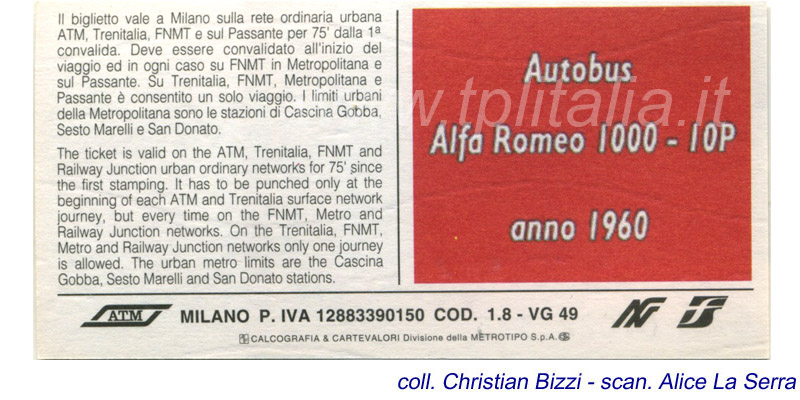 Il biglietto vale a Milano sulla rete ordinaria urbana
ATM, Trenitalia, FNMT e sul Passante per 75' dalla 1ª
convalida. Deve essere convalidato all'inizio del
viaggio ed in ogni caso su FNMT in Metropolitana e
sul Passante. Su Trenitalia, FNMT, Metropolitana e
Passante è consentito un solo viaggio. I limiti urbani
della Metropolitana sono le stazioni di Cascina Gobba,
Sesto Marelli e San Donato.
The ticket is valid on the ATM, Trenitalia, FNMT and
Railway Junction urban ordinary networks for 75' since
the first stamping. It has to be punched only at the
beginning of each ATM and Trenitalia surface network
journey, but every time on the FNMT, Metro and
Railway Junction networks. On the Trenitalia, FNMT,
Metro and Railway Junction networks only one journey
is allowed. The urban metro limits are the Cascina
Gobba, Sesto Marelli and San Donato stations.
Autobus
www.tplitalia.it
Alfa Romeo 1000 - 10P
anno 1960
ATM MILANO P. IVA 12883390150 COD. 1.8 - VG 49
CALCOGRAFIA & CARTEVALORI Divisione della METROTIPO S.p.A.
coll. Christian Bizzi - scan. Alice La Serra